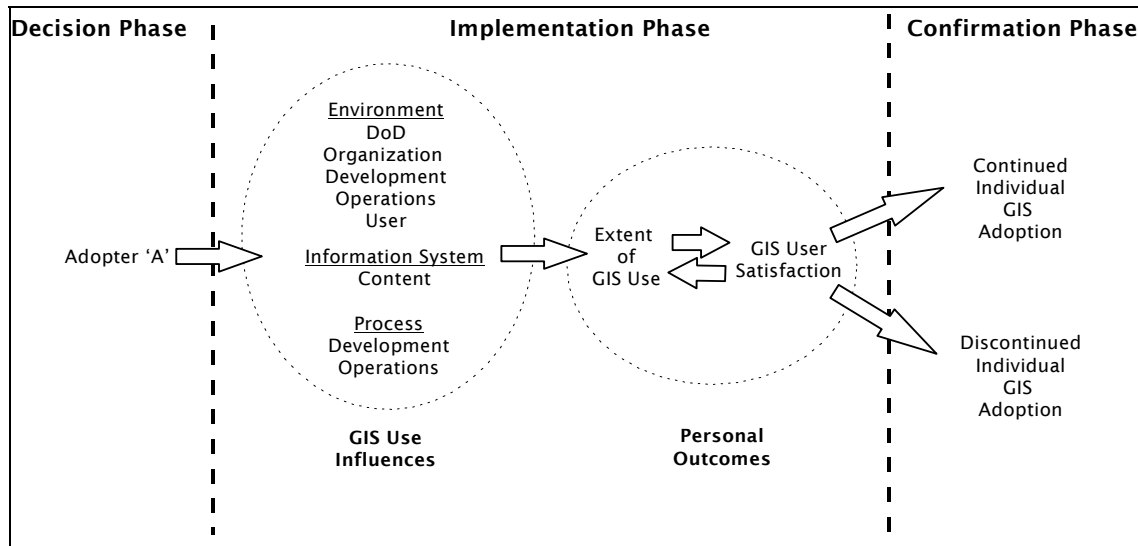 Decision Phase
Implementation Phase
Confirmation Phase
Adopter ‘A’
Environment
DoD
Organization
Development
Operations
User
Information System
Content
Process
Development
Operations
GIS Use
Influences
Extent
of
GIS Use
GIS User
Satisfaction
Personal
Outcomes
Continued
Individual
GIS
Adoption
Discontinued
Individual
GIS
Adoption